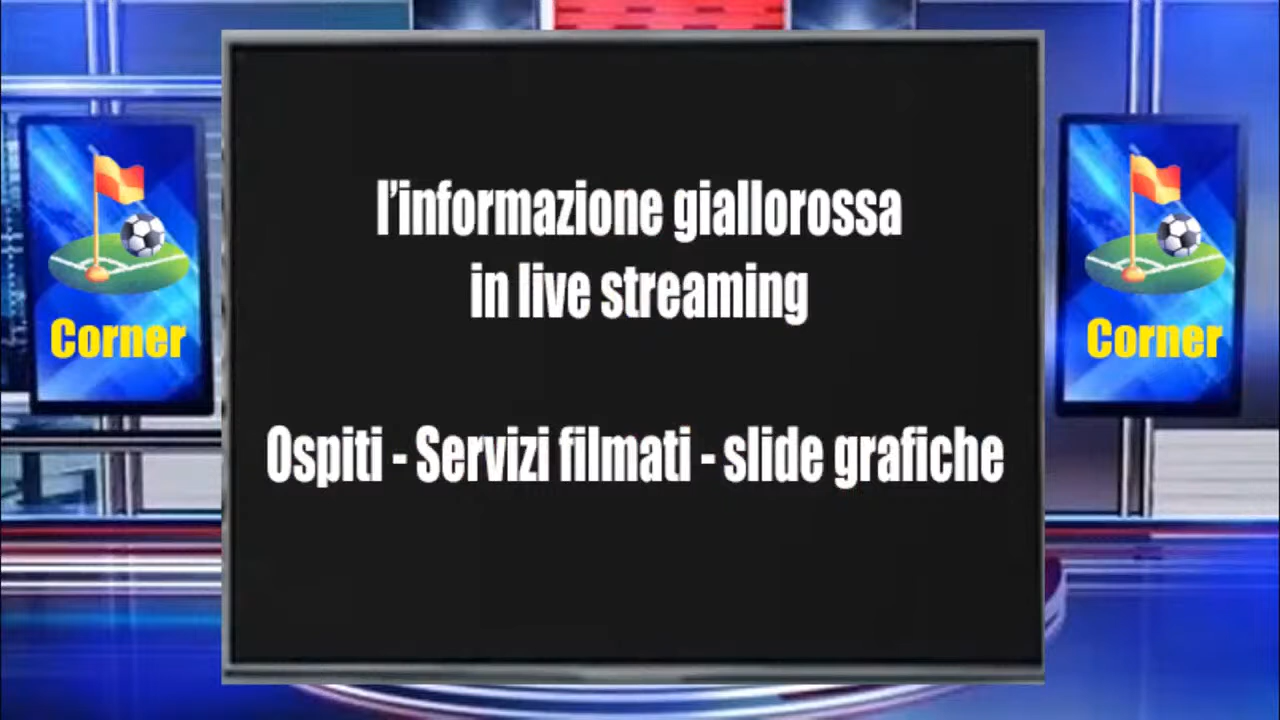 l'informazione giallorossa
in live streaming
Ospiti - Servizi filmati - slide grafiche
Corner
Corner